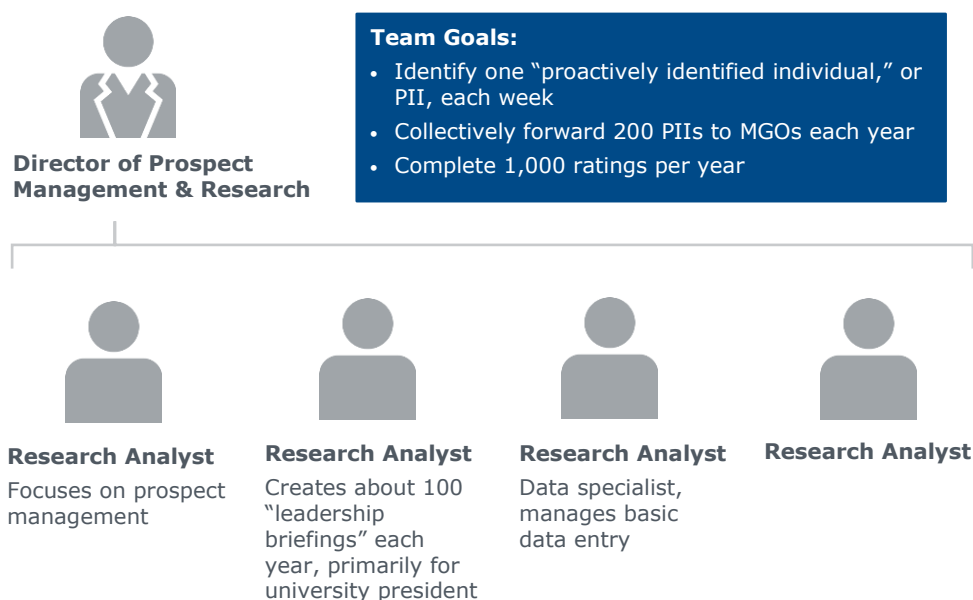 Team Goals:
• Identify one “proactively identified individual,” or
PII, each week
• Collectively forward 200 PIIs to MGOs each year
• Complete 1,000 ratings per year
Director of Prospect
Management & Research
Research Analyst
Focuses on prospect
management
Research Analyst
Creates about 100
“leadership
briefings” each
year, primarily for
university president
Research Analyst
Data specialist,
manages basic
data entry
Research Analyst